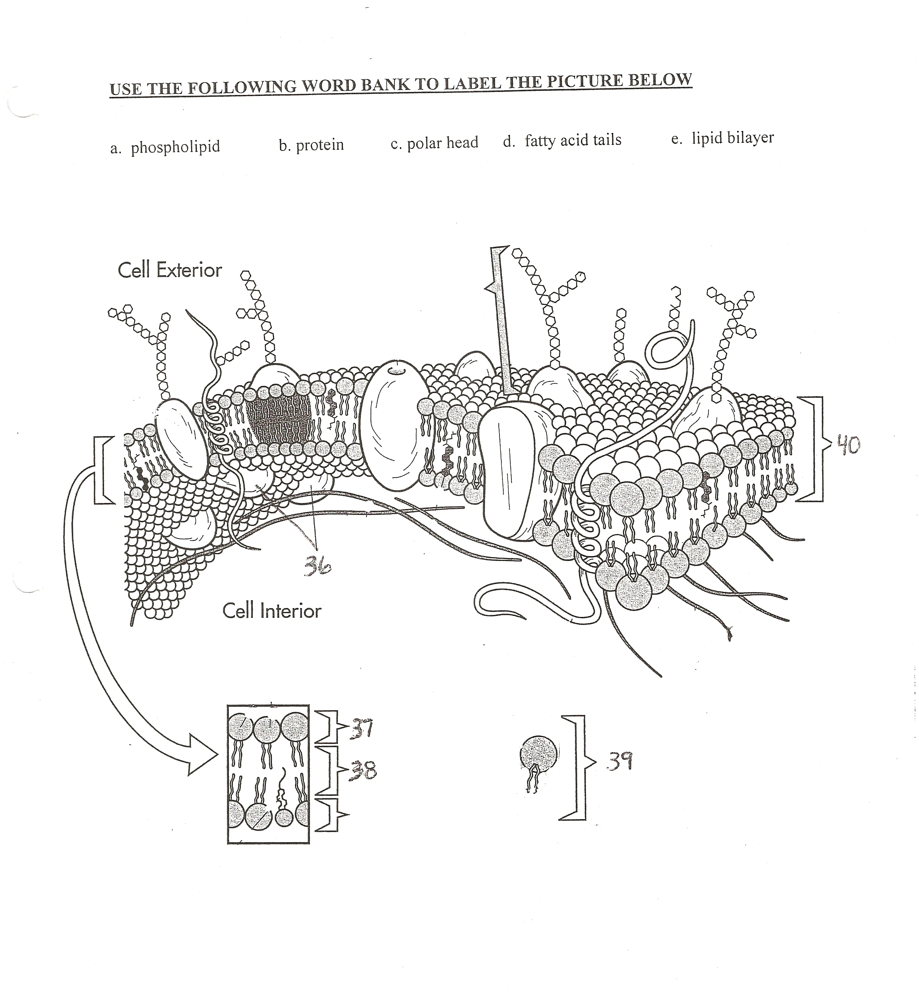 USE THE FOLLOWING WORD BANK TO LABEL THE PICTURE BELOW
a. phospholipid b. protein c. polar head d. fatty acid tails e. lipid bilayer
Cell Exterior
40
36
Cell Interior
37
38
39